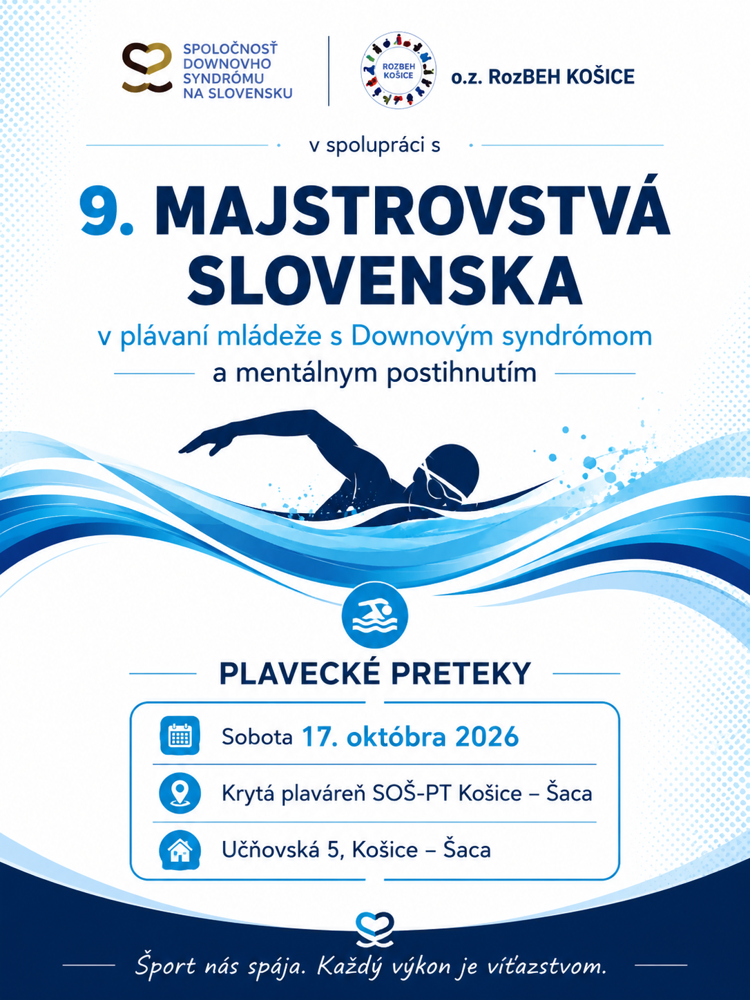 SPOLOČNOSŤ
DOWNOVHO
SYNDRÓMU
NA SLOVENSKU
ROZBEH
KOŠICE
o.z. RozBEH KOŠICE
v spolupráci s
9. MAJSTROVSTVÁ
SLOVENSKA
v plávaní mládeže s Downovým syndrómom
a mentálnym postihnutím
PLAVECKÉ PRETEKY
Sobota 17. októbra 2026
Krytá plaváreň SOŠ-PT Košice – Šaca
Učňovská 5, Košice – Šaca
Šport nás spája. Každý výkon je víťazstvom.